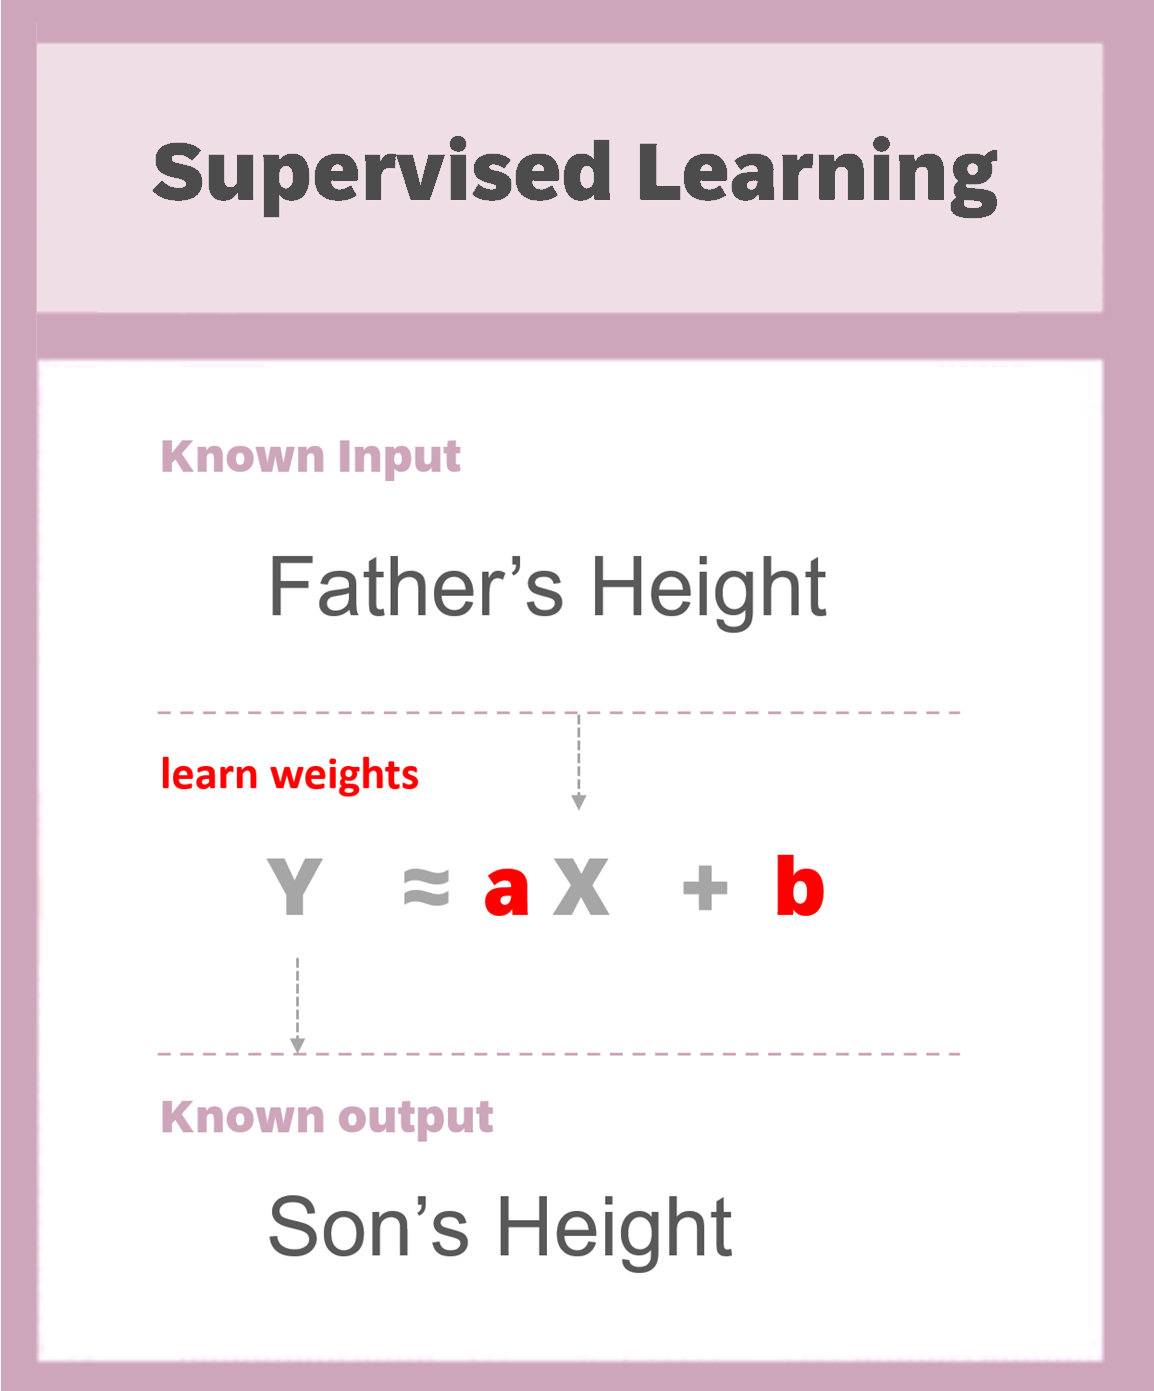 Supervised Learning
Known Input
Father’s Height
learn weights
Y ≈ a X + b
Known output
Son’s Height